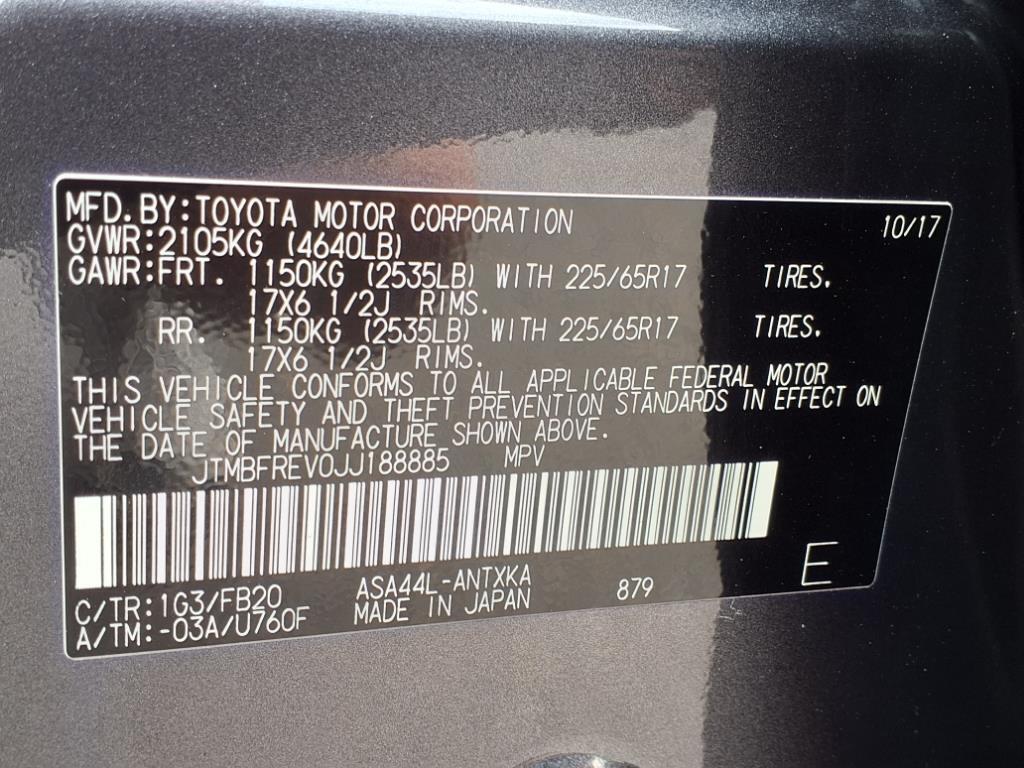 MFD.BY:TOYOTA MOTOR CORPORATION 10/17
GVWR:2105KG (4640LB)
GAWR:FRT. 1150KG (2535LB) WITH 225/65R17 TIRES.
17X6 1/2J RIMS.
RR. 1150KG (2535LB) WITH 225/65R17 TIRES.
17X6 1/2J RIMS.
THIS VEHICLE CONFORMS TO ALL APPLICABLE FEDERAL MOTOR
VEHICLE SAFETY AND THEFT PREVENTION STANDARDS IN EFFECT ON
THE DATE OF MANUFACTURE SHOWN ABOVE.
JTMBFREV0JJ188885 MPV
C/TR:1G3/FB20 ASA44L-ANTXKA 879 E
A/TM:-03A/U760F MADE IN JAPAN